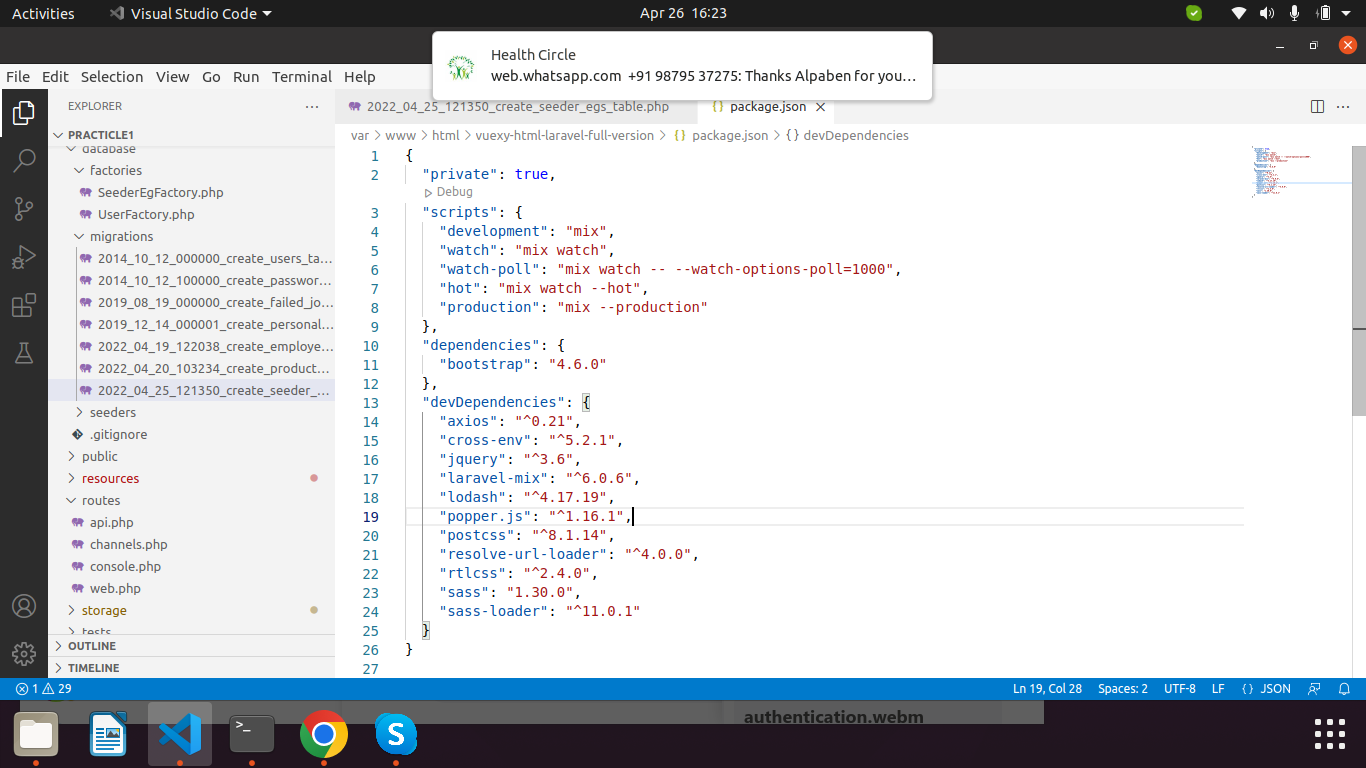 Activities Visual Studio Code Apr 26 16:23
Health Circle
web.whatsapp.com +91 98795 37275: Thanks Alpaben for you…
File Edit Selection View Go Run Terminal Help
EXPLORER
PRACTICLE1
database
factories
SeederEgFactory.php
UserFactory.php
migrations
2014_10_12_000000_create_users_ta...
2014_10_12_100000_create_passwor...
2019_08_19_000000_create_failed_jo...
2019_12_14_000001_create_personal...
2022_04_19_122038_create_employe...
2022_04_20_103234_create_product...
2022_04_25_121350_create_seeder_...
seeders
.gitignore
public
resources
routes
api.php
channels.php
console.php
web.php
storage
tests
OUTLINE
TIMELINE
2022_04_25_121350_create_seeder_egs_table.php {} package.json
var > www > html > vuexy-html-laravel-full-version > {} package.json > {} devDependencies
1 {
2 "private": true,
Debug
3 "scripts": {
4 "development": "mix",
5 "watch": "mix watch",
6 "watch-poll": "mix watch -- --watch-options-poll=1000",
7 "hot": "mix watch --hot",
8 "production": "mix --production"
9 },
10 "dependencies": {
11 "bootstrap": "4.6.0"
12 },
13 "devDependencies": {
14 "axios": "^0.21",
15 "cross-env": "^5.2.1",
16 "jquery": "^3.6",
17 "laravel-mix": "^6.0.6",
18 "lodash": "^4.17.19",
19 "popper.js": "^1.16.1",
20 "postcss": "^8.1.14",
21 "resolve-url-loader": "^4.0.0",
22 "rtlcss": "^2.4.0",
23 "sass": "1.30.0",
24 "sass-loader": "^11.0.1"
25 }
26 }
27
1 29 Ln 19, Col 28 Spaces: 2 UTF-8 LF {} JSON
authentication.webm